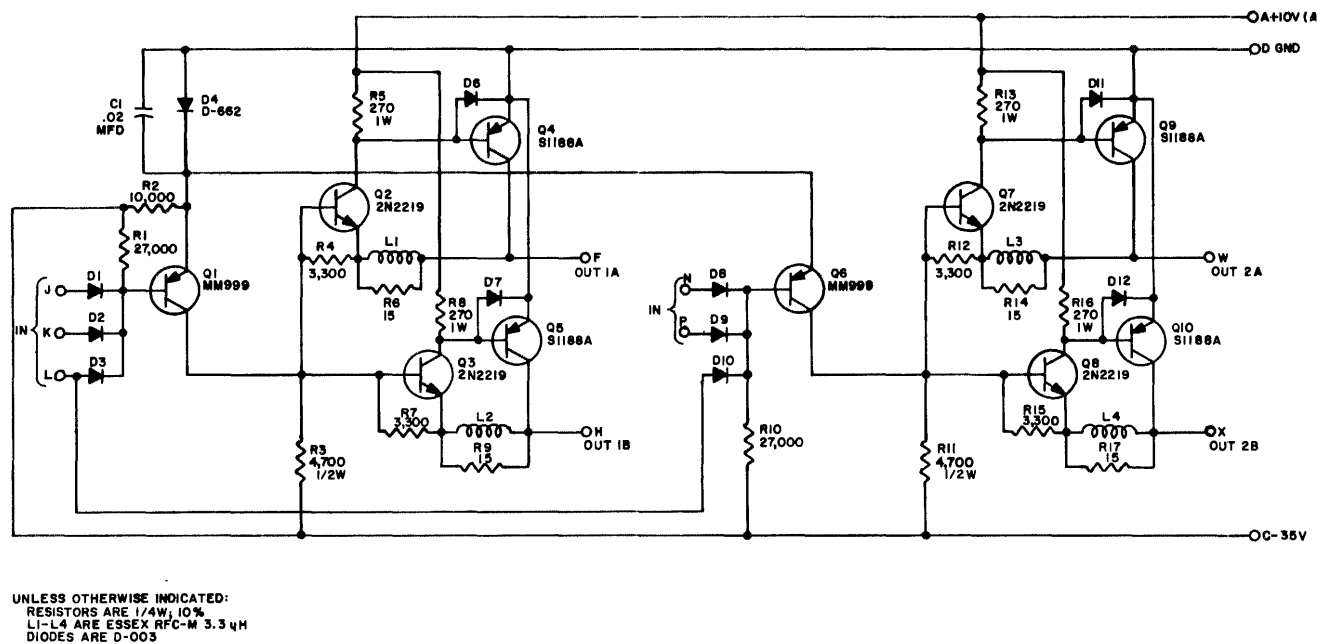 A+10V (A
D GND
C1
.02
MFD
D4
D-662
R5
270
1W
D6
Q4
S1188A
R13
270
1W
D11
Q9
S1188A
R2
10,000
R1
27,000
Q2
2N2219
Q7
2N2219
D1
J
IN
D2
K
D3
L
Q1
MM999
R4
3,300
L1
R6
15
F
OUT 1A
R8
270
1W
D7
Q5
S1188A
Q3
2N2219
R7
3,300
L2
R9
15
H
OUT 1B
R3
4,700
1/2W
N
IN
P
D8
D9
D10
Q6
MM999
R10
27,000
R12
3,300
L3
R14
15
W
OUT 2A
R16
270
1W
D12
Q10
S1188A
Q8
2N2219
R15
3,300
L4
R17
15
X
OUT 2B
R11
4,700
1/2W
C-35V
UNLESS OTHERWISE INDICATED:
RESISTORS ARE 1/4W; 10%
L1-L4 ARE ESSEX RFC-M 3.3 μH
DIODES ARE D-003